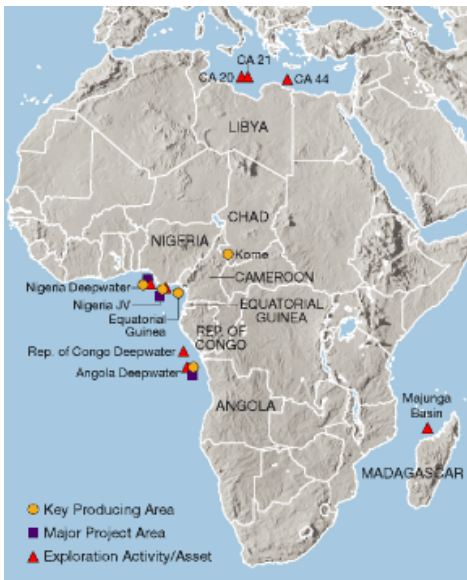 CA 21
CA 20
CA 44
LIBYA
CHAD
NIGERIA
Kome
CAMEROON
Nigeria Deepwater
Nigeria JV
EQUATORIAL
GUINEA
Equatorial
Guinea
REP. OF
CONGO
Rep. of Congo Deepwater
Angola Deepwater
ANGOLA
Majunga
Basin
MADAGASCAR
Key Producing Area
Major Project Area
Exploration Activity/Asset